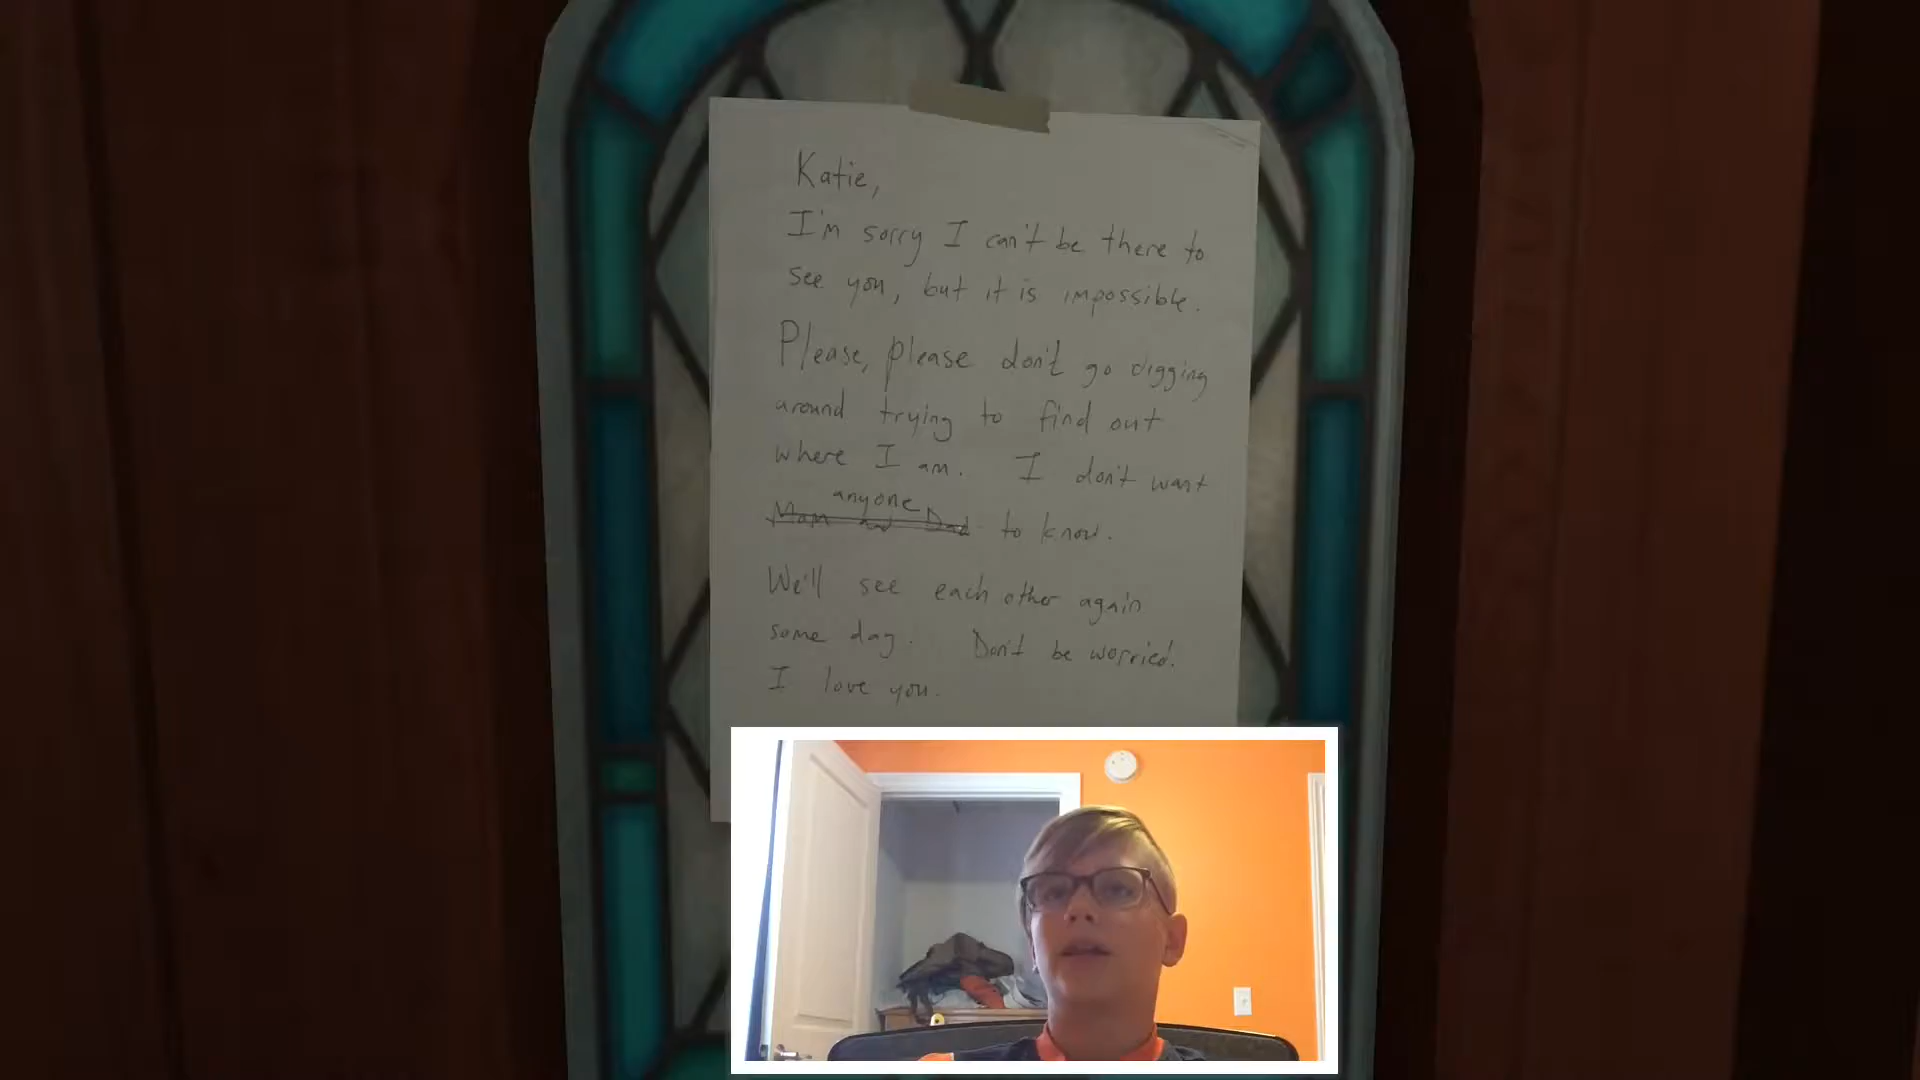 Katie,
I'm sorry I can't be there to
see you, but it is impossible.
Please, please don't go digging
around trying to find out
where I am. I don't want
anyone
Mom and Dad to know.
We'll see each other again
some day. Don't be worried.
I love you.